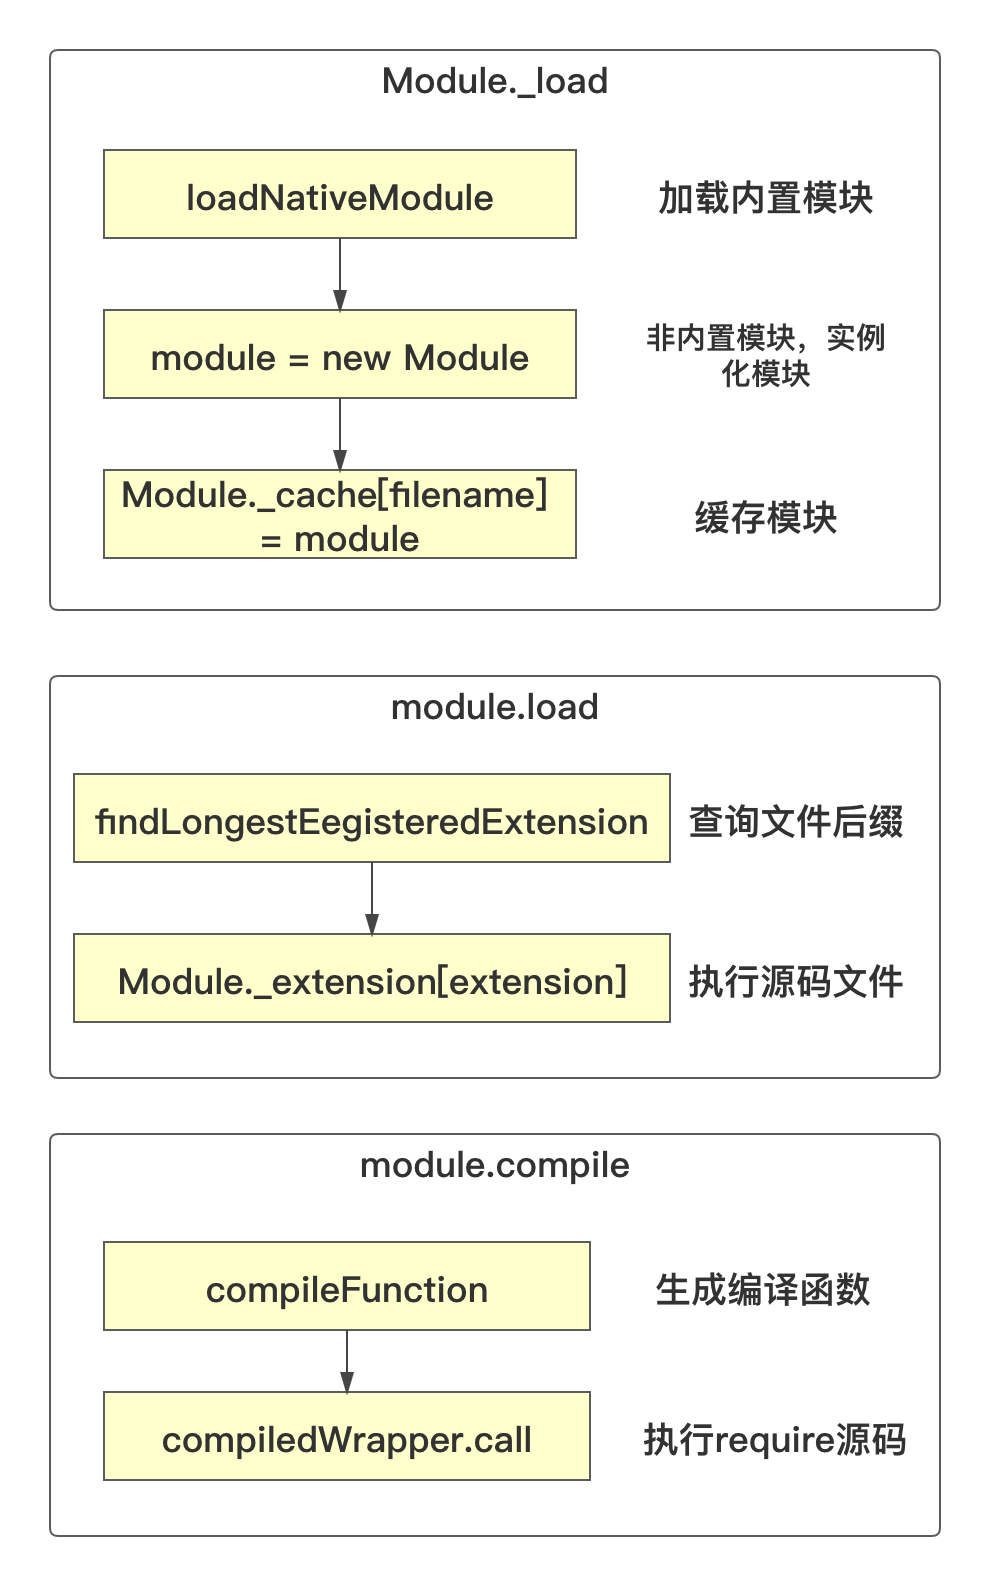 Module._load
loadNativeModule
加载内置模块
module = new Module
非内置模块，实例
化模块
Module._cache[filename]
= module
缓存模块
module.load
findLongestEegisteredExtension
查询文件后缀
Module._extension[extension]
执行源码文件
module.compile
compileFunction
生成编译函数
compiledWrapper.call
执行require源码